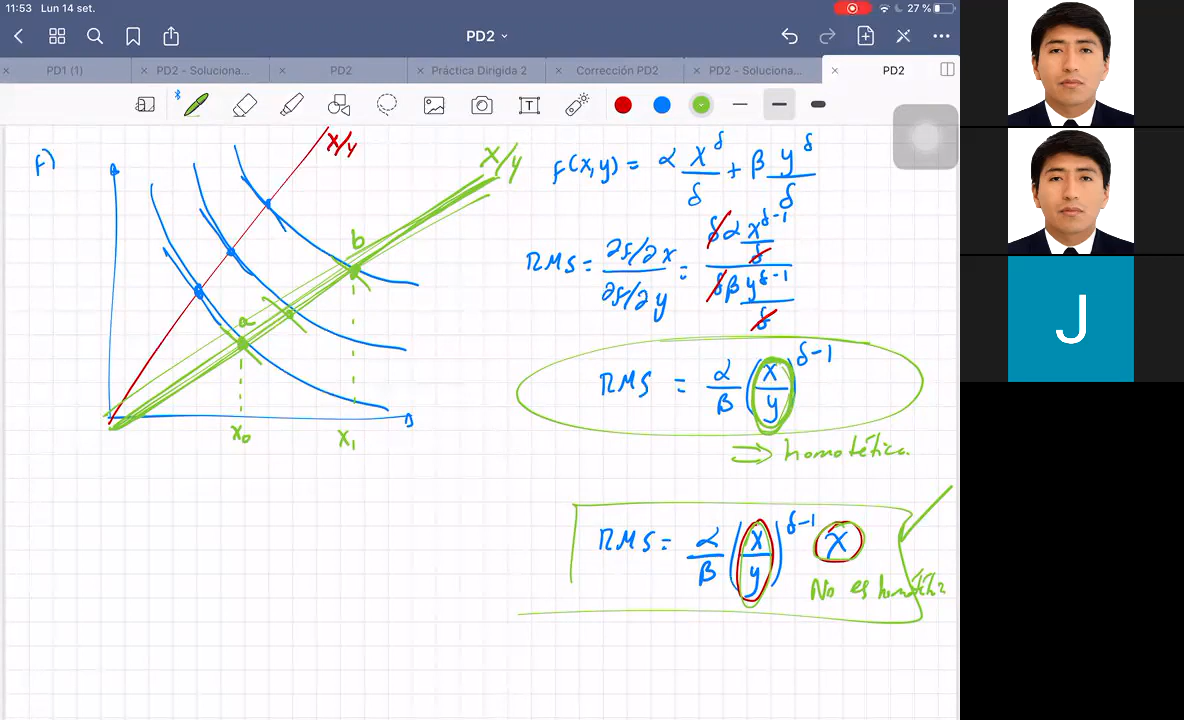 11:53 Lun 14 set. 27 %
PD2
PD1 (1)
PD2 - Soluciona...
PD2
Práctica Dirigida 2
Corrección PD2
PD2 - Soluciona...
PD2
F)
X/y
X/y
a
b
x₀
x₁
F(x,y) = α x^δ/δ + β y^δ/δ
RMS = ∂f/∂x / ∂f/∂y = (δα x^(δ-1)/δ) / (δβ y^(δ-1)/δ)
RMS = α/β (x/y)^(δ-1)
⇒ homotética.
RMS = α/β (x/y)^(δ-1) x
No es homotética
J